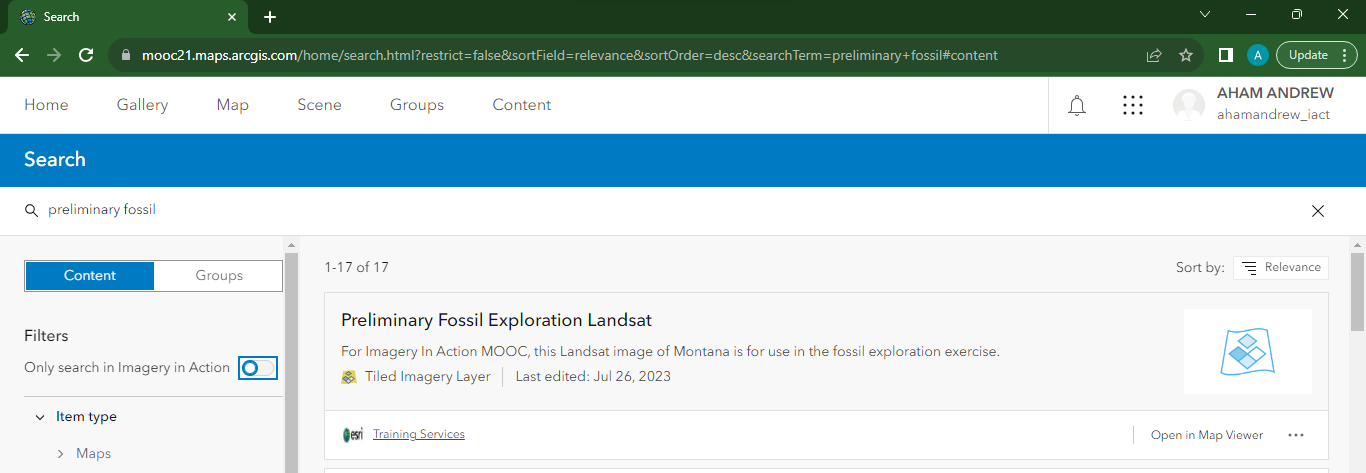 Search
mooc21.maps.arcgis.com/home/search.html?restrict=false&sortField=relevance&sortOrder=desc&searchTerm=preliminary+fossil#content
A
Update
Home Gallery Map Scene Groups Content
AHAM ANDREW
ahamandrew_iact
Search
preliminary fossil
Content Groups
1-17 of 17
Sort by: Relevance
Filters
Only search in Imagery in Action
Item type
Maps
Preliminary Fossil Exploration Landsat
For Imagery In Action MOOC, this Landsat image of Montana is for use in the fossil exploration exercise.
Tiled Imagery Layer Last edited: Jul 26, 2023
esri Training Services
Open in Map Viewer